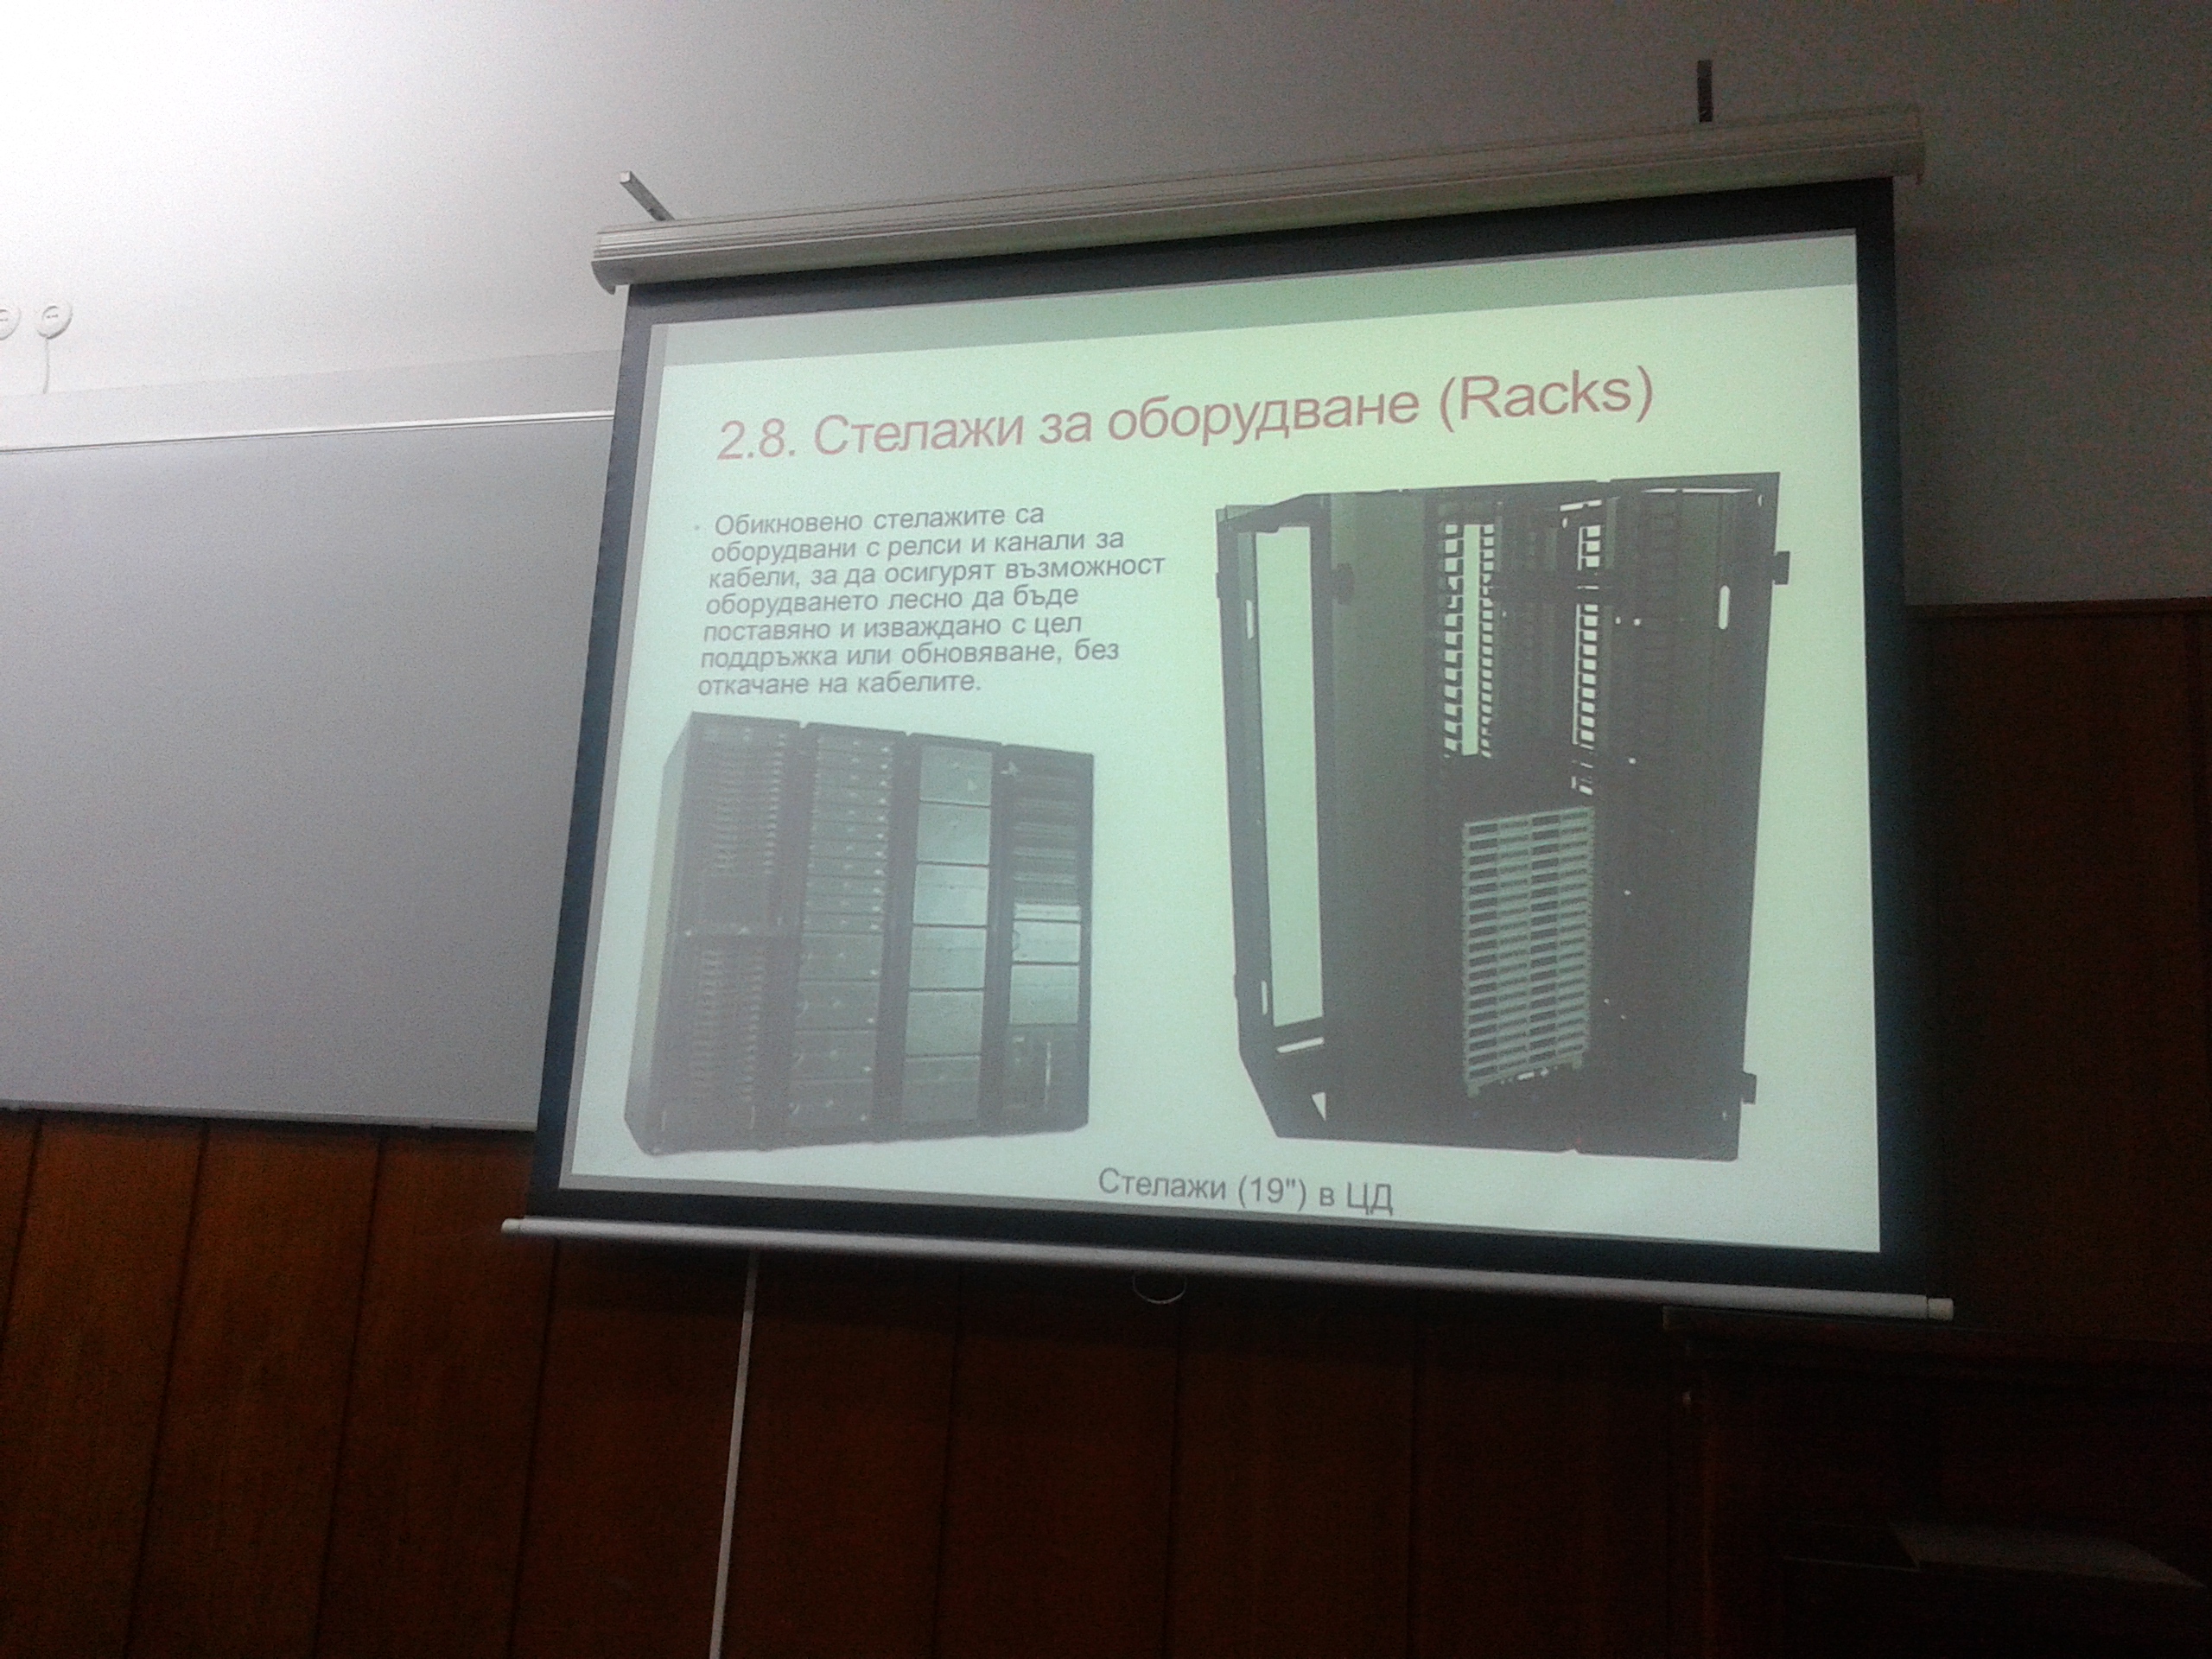 2.8. Стелажи за оборудване (Racks)
Обикновено стелажите са
оборудвани с релси и канали за
кабели, за да осигурят възможност
оборудването лесно да бъде
поставяно и изваждано с цел
поддръжка или обновяване, без
откачане на кабелите.
Стелажи (19") в ЦД